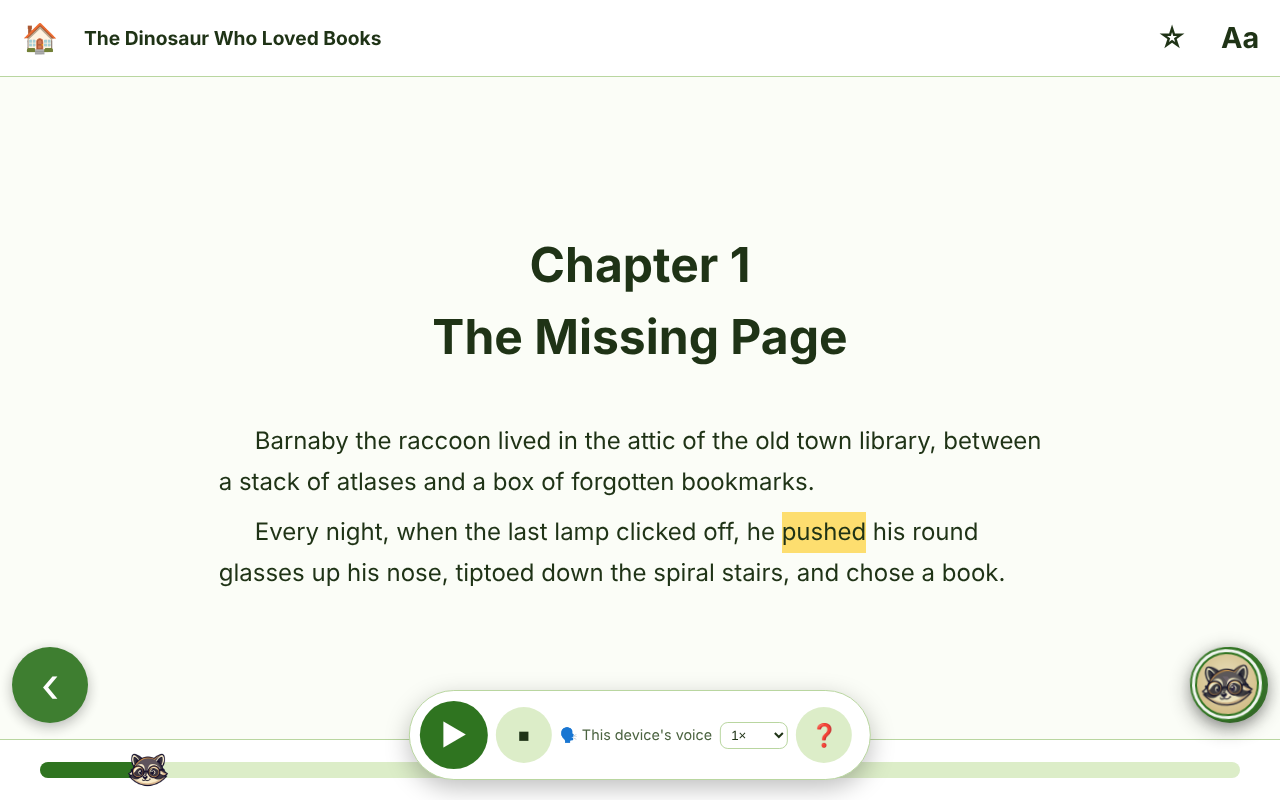 The Dinosaur Who Loved Books
Aa
Chapter 1
The Missing Page
Barnaby the raccoon lived in the attic of the old town library, between
a stack of atlases and a box of forgotten bookmarks.
Every night, when the last lamp clicked off, he pushed his round
glasses up his nose, tiptoed down the spiral stairs, and chose a book.
This device's voice
1×